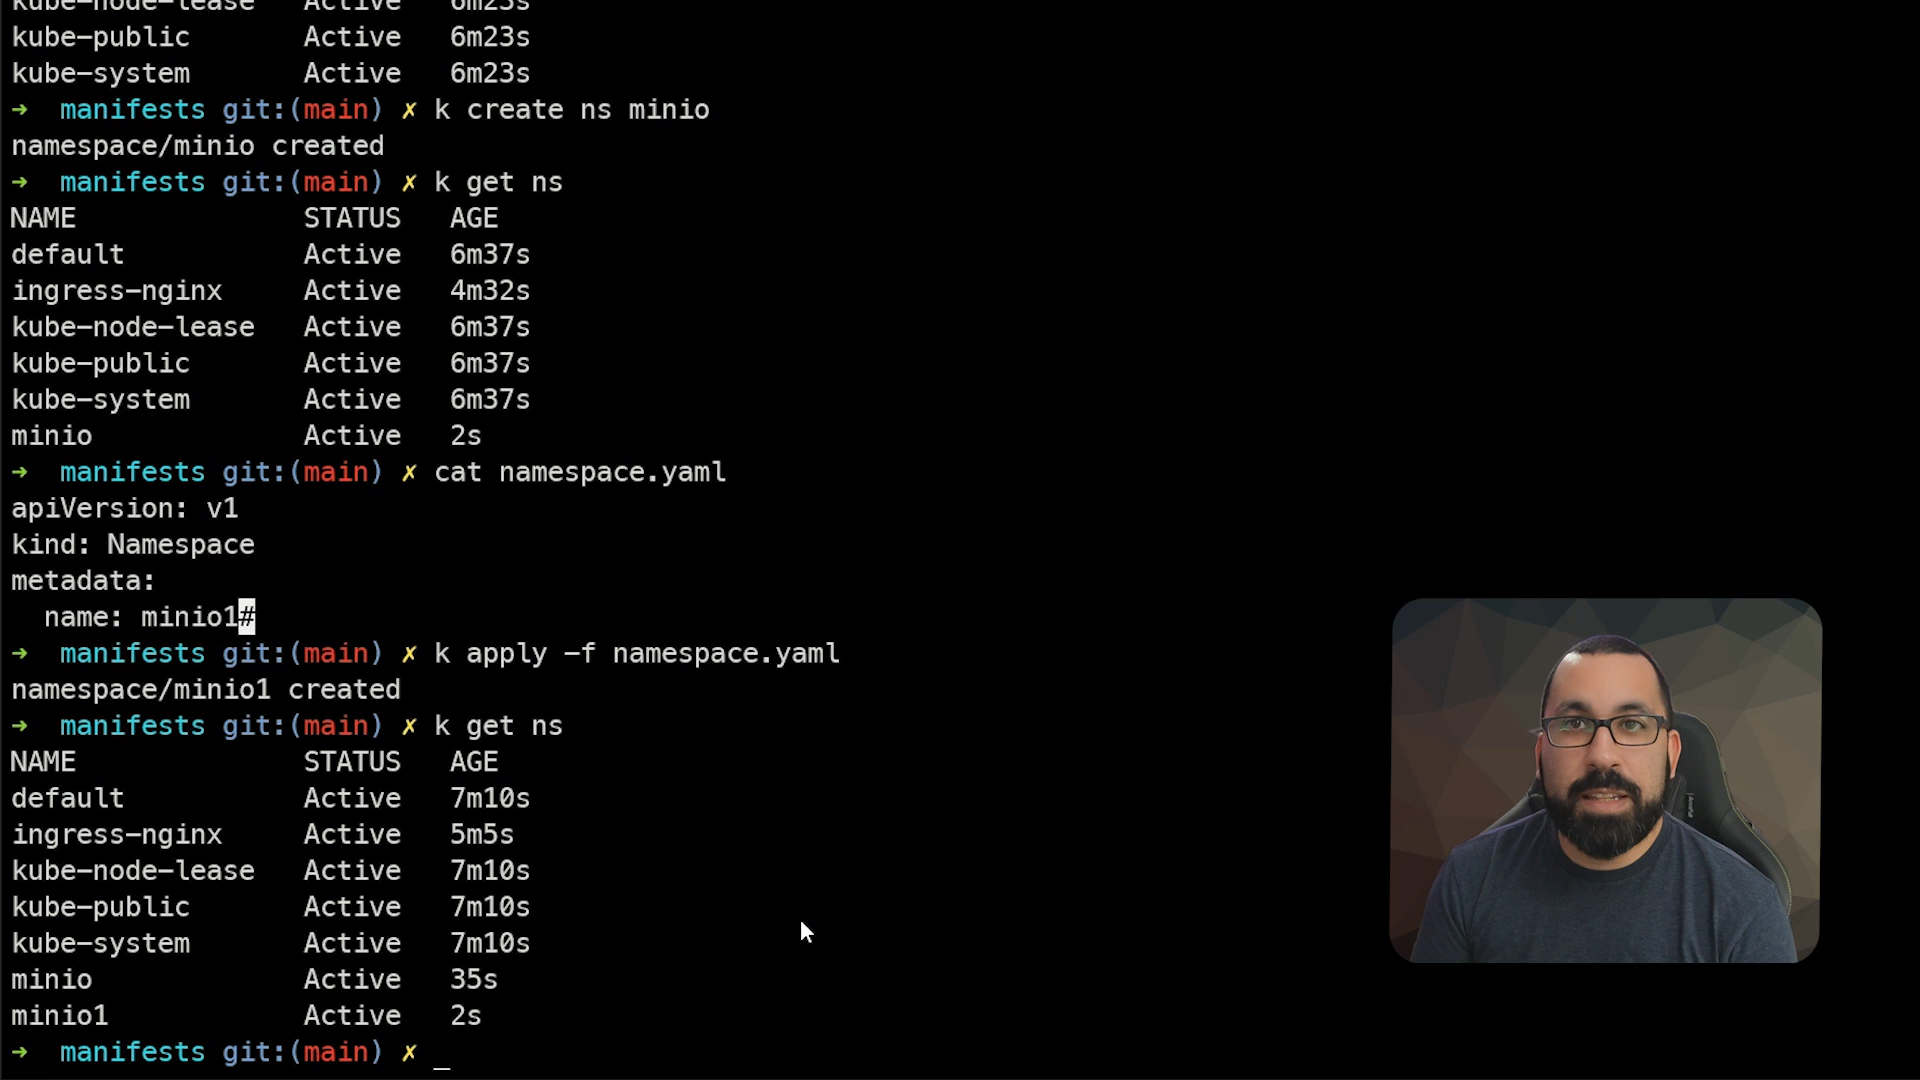 kube-node-lease   Active   6m23s
kube-public       Active   6m23s
kube-system       Active   6m23s
➜  manifests git:(main) ✗ k create ns minio
namespace/minio created
➜  manifests git:(main) ✗ k get ns
NAME              STATUS   AGE
default           Active   6m37s
ingress-nginx     Active   4m32s
kube-node-lease   Active   6m37s
kube-public       Active   6m37s
kube-system       Active   6m37s
minio             Active   2s
➜  manifests git:(main) ✗ cat namespace.yaml
apiVersion: v1
kind: Namespace
metadata:
  name: minio1#
➜  manifests git:(main) ✗ k apply -f namespace.yaml
namespace/minio1 created
➜  manifests git:(main) ✗ k get ns
NAME              STATUS   AGE
default           Active   7m10s
ingress-nginx     Active   5m5s
kube-node-lease   Active   7m10s
kube-public       Active   7m10s
kube-system       Active   7m10s
minio             Active   35s
minio1            Active   2s
➜  manifests git:(main) ✗ _